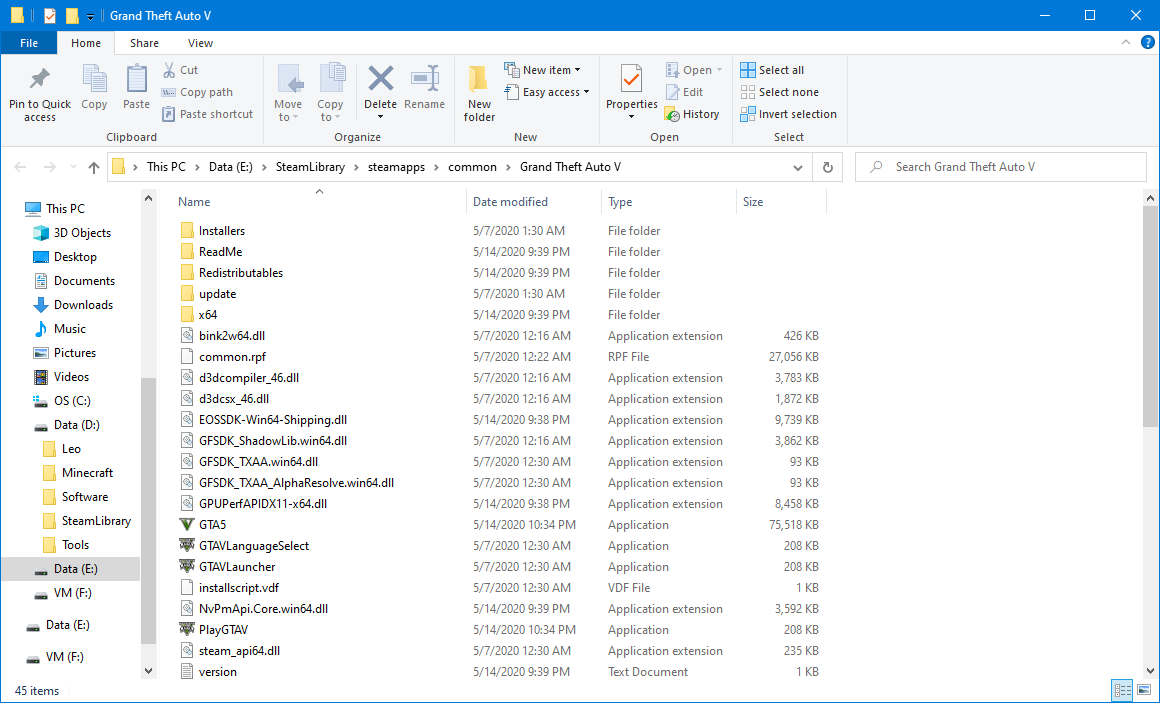 Grand Theft Auto V
File Home Share View
Pin to Quick access
Copy
Paste
Cut
Copy path
Paste shortcut
Clipboard
Move to
Copy to
Delete
Rename
Organize
New folder
New item
Easy access
New
Properties
Open
Edit
History
Open
Select all
Select none
Invert selection
Select
This PC > Data (E:) > SteamLibrary > steamapps > common > Grand Theft Auto V
Search Grand Theft Auto V
This PC
3D Objects
Desktop
Documents
Downloads
Music
Pictures
Videos
OS (C:)
Data (D:)
Leo
Minecraft
Software
SteamLibrary
Tools
Data (E:)
VM (F:)
Data (E:)
VM (F:)
Name Date modified Type Size
Installers 5/7/2020 1:30 AM File folder
ReadMe 5/14/2020 9:39 PM File folder
Redistributables 5/14/2020 9:39 PM File folder
update 5/7/2020 1:30 AM File folder
x64 5/14/2020 9:39 PM File folder
bink2w64.dll 5/7/2020 12:16 AM Application extension 426 KB
common.rpf 5/7/2020 12:22 AM RPF File 27,056 KB
d3dcompiler_46.dll 5/7/2020 12:16 AM Application extension 3,783 KB
d3dcsx_46.dll 5/7/2020 12:16 AM Application extension 1,872 KB
EOSSDK-Win64-Shipping.dll 5/14/2020 9:38 PM Application extension 9,739 KB
GFSDK_ShadowLib.win64.dll 5/7/2020 12:16 AM Application extension 3,862 KB
GFSDK_TXAA.win64.dll 5/7/2020 12:30 AM Application extension 93 KB
GFSDK_TXAA_AlphaResolve.win64.dll 5/7/2020 12:30 AM Application extension 93 KB
GPUPerfAPIDX11-x64.dll 5/14/2020 9:38 PM Application extension 8,458 KB
GTA5 5/14/2020 10:34 PM Application 75,518 KB
GTAVLanguageSelect 5/7/2020 12:30 AM Application 208 KB
GTAVLauncher 5/7/2020 12:30 AM Application 208 KB
installscript.vdf 5/7/2020 12:30 AM VDF File 1 KB
NvPmApi.Core.win64.dll 5/14/2020 9:39 PM Application extension 3,592 KB
PlayGTAV 5/14/2020 10:34 PM Application 208 KB
steam_api64.dll 5/7/2020 12:30 AM Application extension 235 KB
version 5/14/2020 9:39 PM Text Document 1 KB
45 items